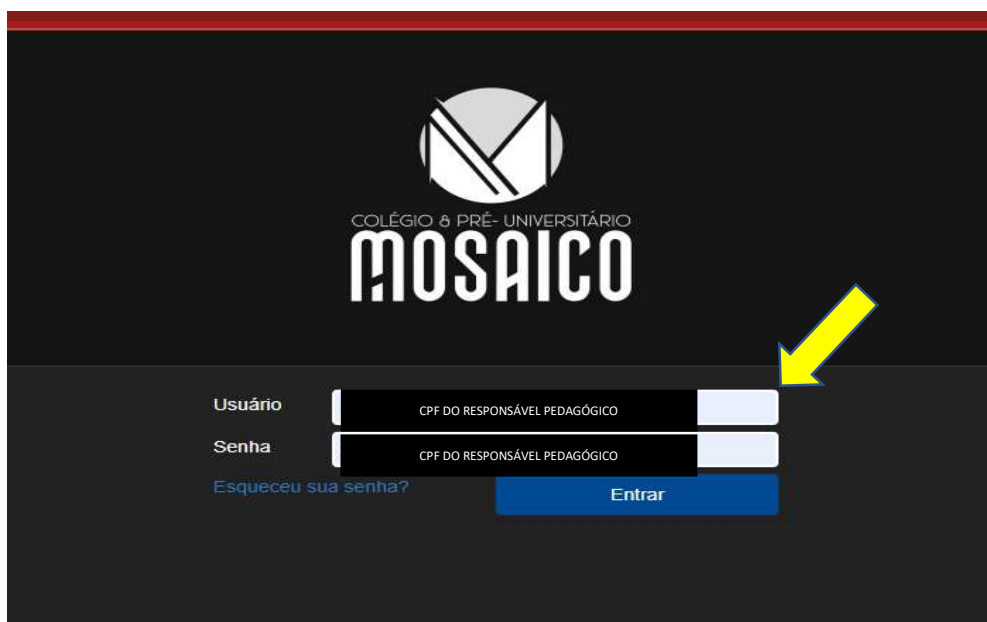 COLÉGIO & PRÉ- UNIVERSITÁRIO
MOSAICO
Usuário
CPF DO RESPONSÁVEL PEDAGÓGICO
Senha
CPF DO RESPONSÁVEL PEDAGÓGICO
Esqueceu sua senha?
Entrar